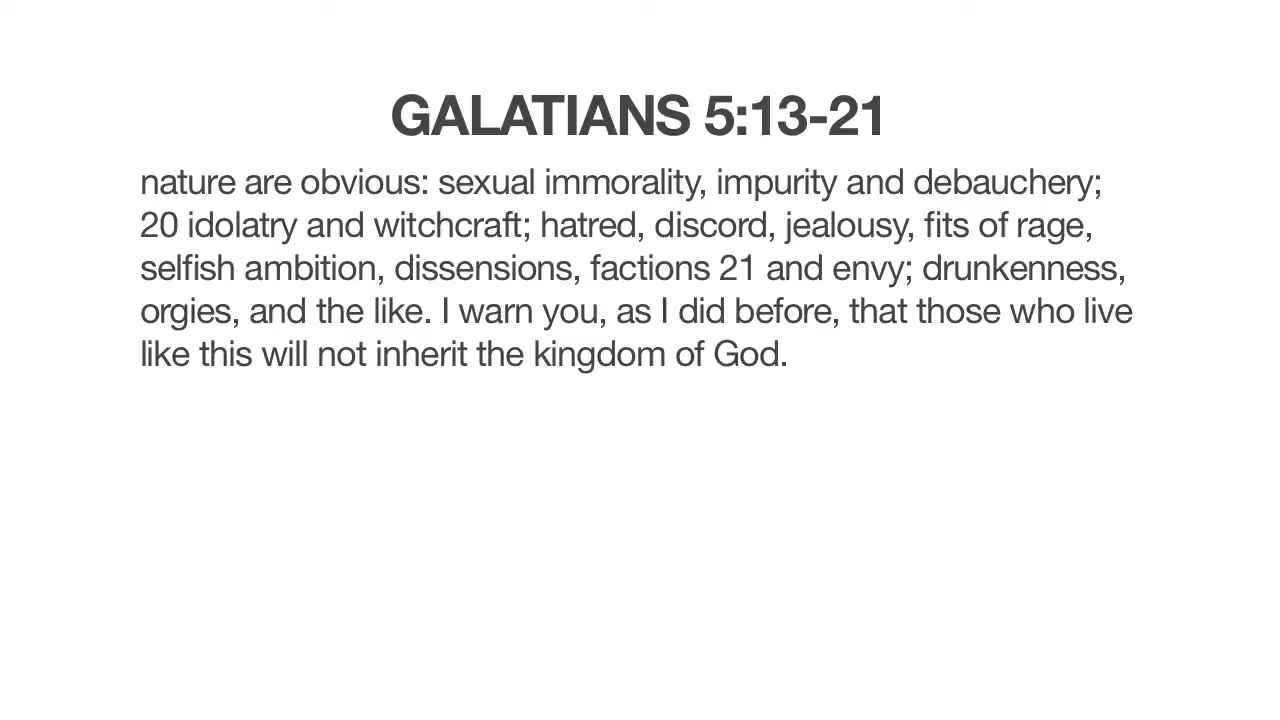 GALATIANS 5:13-21
nature are obvious: sexual immorality, impurity and debauchery;
20 idolatry and witchcraft; hatred, discord, jealousy, fits of rage,
selfish ambition, dissensions, factions 21 and envy; drunkenness,
orgies, and the like. I warn you, as I did before, that those who live
like this will not inherit the kingdom of God.